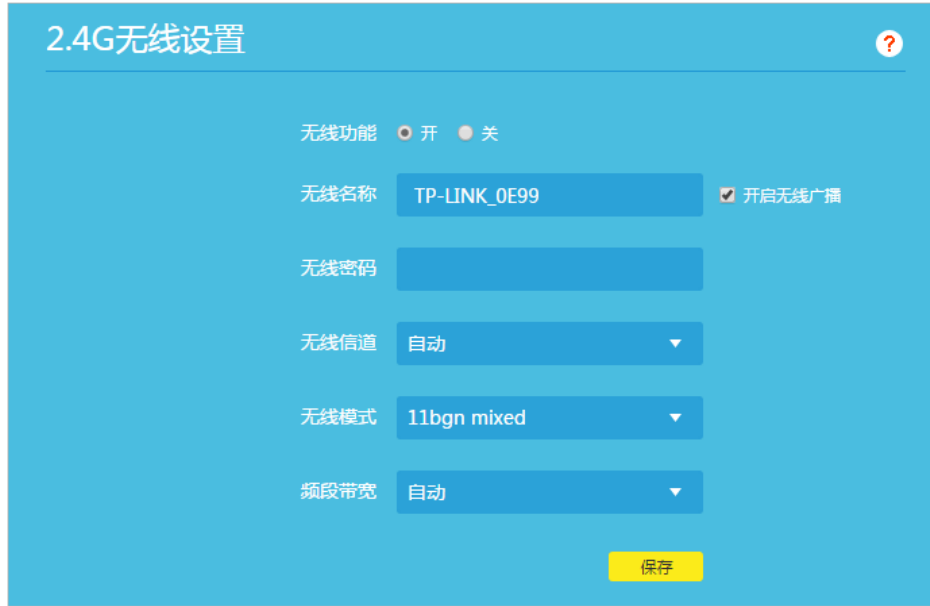 2.4G无线设置
?
无线功能 开 关
无线名称 TP-LINK_0E99 开启无线广播
无线密码
无线信道 自动
无线模式 11bgn mixed
频段带宽 自动
保存